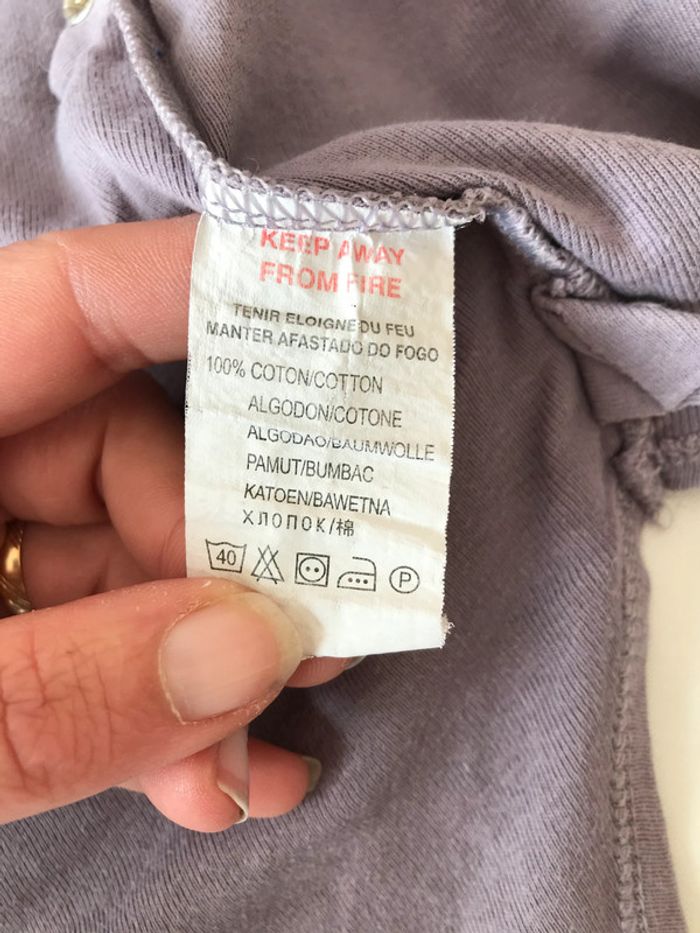 KEEP AWAY
FROM FIRE
TENIR ELOIGNE DU FEU
MANTER AFASTADO DO FOGO
100% COTON/COTTON
ALGODON/COTONE
ALGODAO/BAUMWOLLE
PAMUT/BUMBAC
KATOEN/BAWETNA
ХЛОПОК/棉
40 P